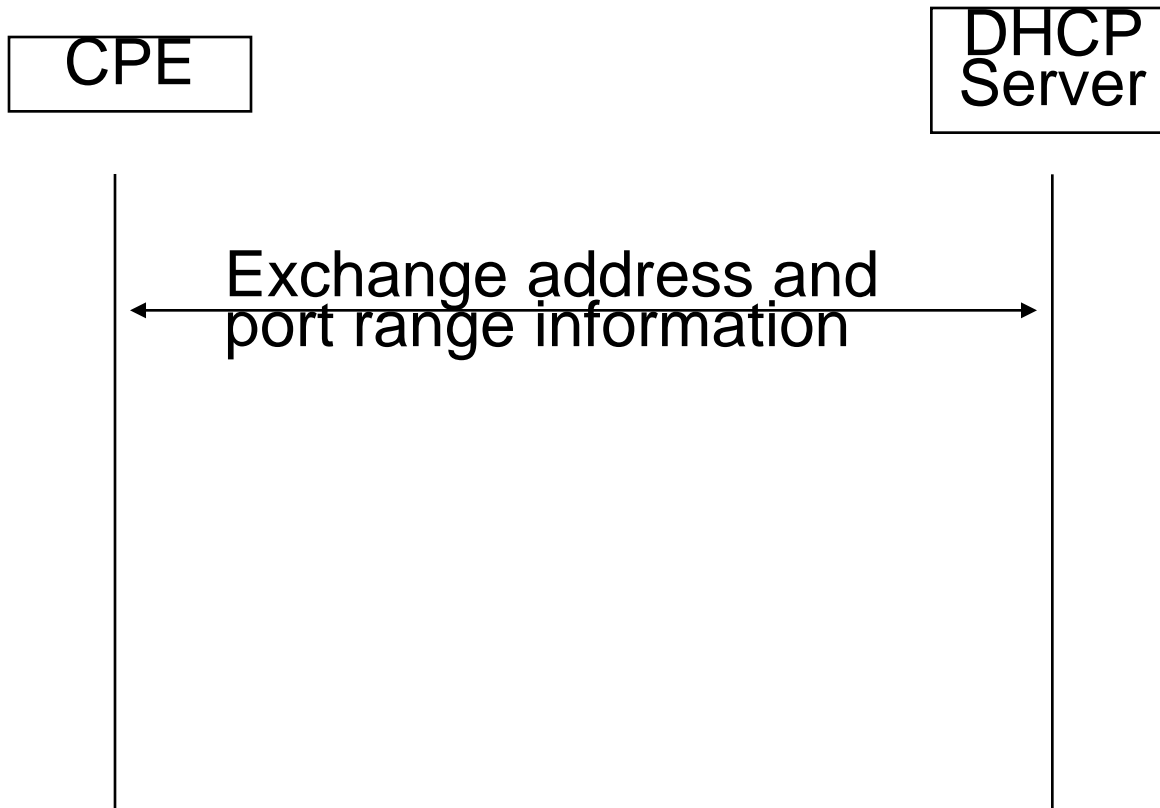 CPE
DHCP
Server
Exchange address and
port range information